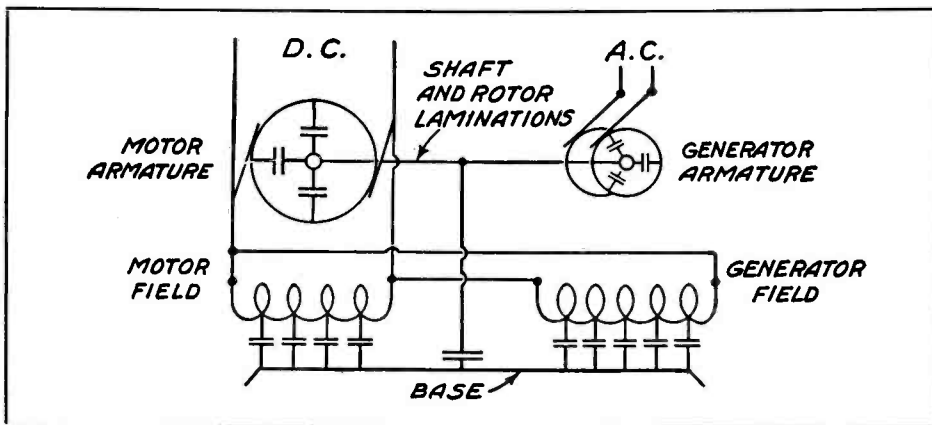 D.C.
A.C.
SHAFT
AND ROTOR
LAMINATIONS
MOTOR
ARMATURE
GENERATOR
ARMATURE
MOTOR
FIELD
GENERATOR
FIELD
BASE